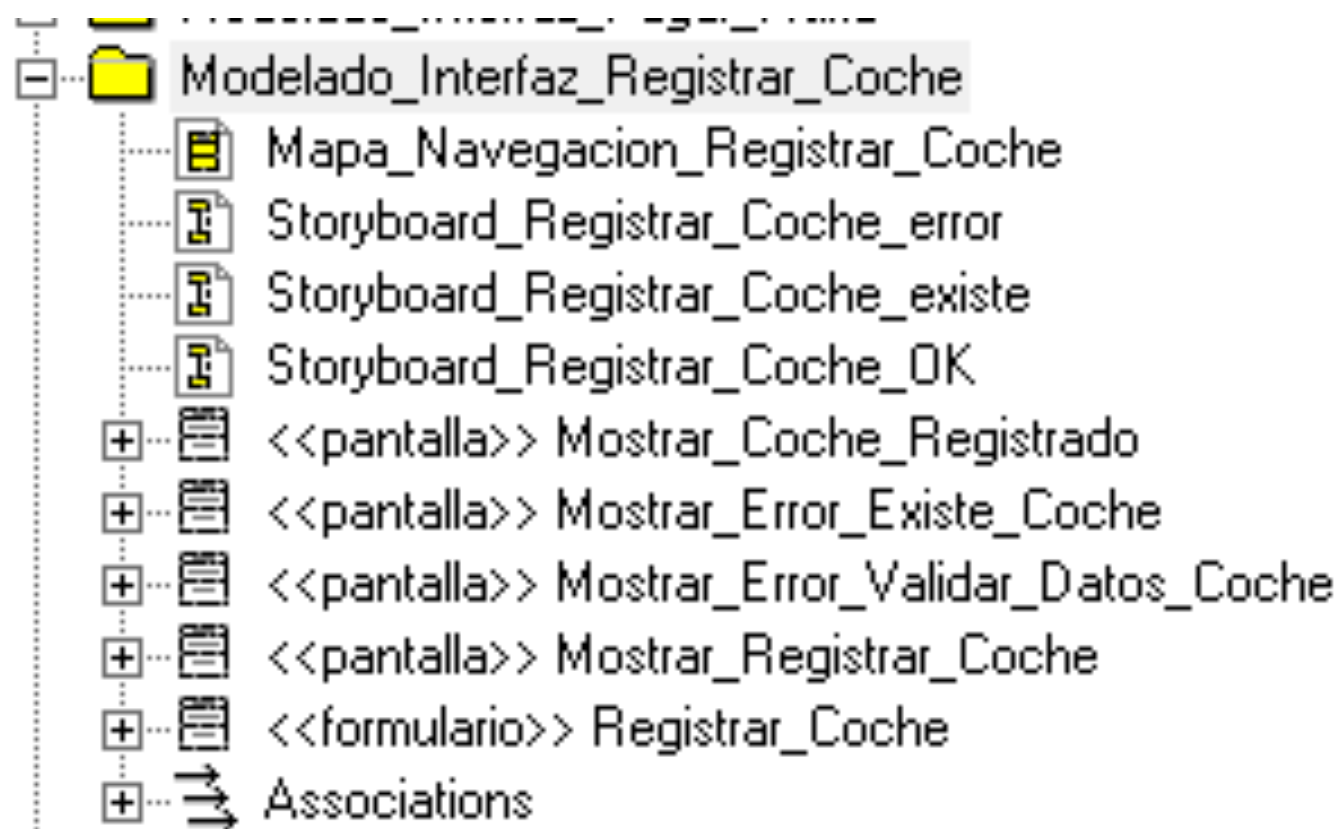 Modelado_Interfaz_Registrar_Coche
Mapa_Navegacion_Registrar_Coche
Storyboard_Registrar_Coche_error
Storyboard_Registrar_Coche_existe
Storyboard_Registrar_Coche_OK
<<pantalla>> Mostrar_Coche_Registrado
<<pantalla>> Mostrar_Error_Existe_Coche
<<pantalla>> Mostrar_Error_Validar_Datos_Coche
<<pantalla>> Mostrar_Registrar_Coche
<<formulario>> Registrar_Coche
Associations